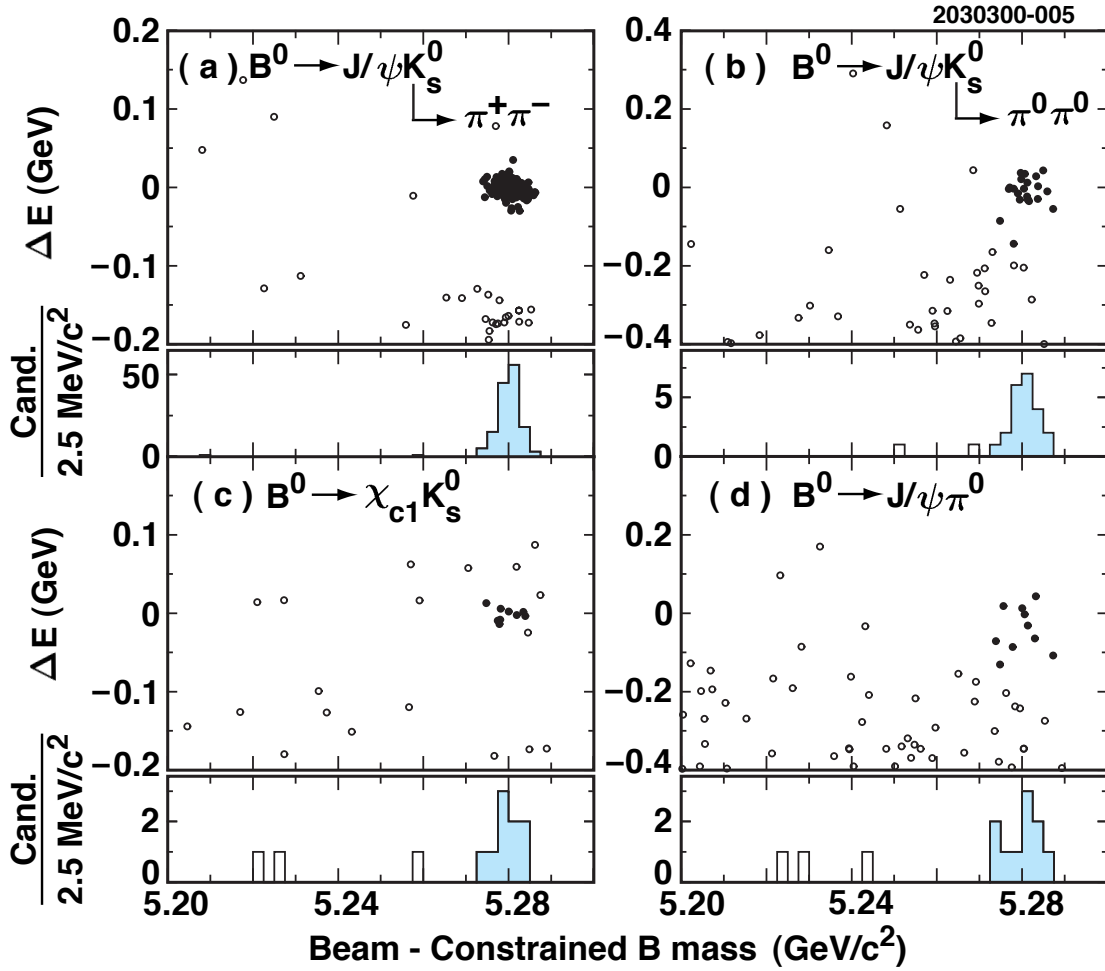 2030300-005
( a ) B⁰ → J/ψK⁰s
→ π⁺π⁻
( b ) B⁰ → J/ψK⁰s
→ π⁰π⁰
ΔE (GeV)
0.1
0
−0.1
−0.2
0.4
0.2
0
−0.2
−0.4
Cand.
2.5 MeV/c²
50
0
5
0
( c ) B⁰ → χc1K⁰s
( d ) B⁰ → J/ψπ⁰
ΔE (GeV)
0.1
0
−0.1
−0.2
0.2
0
−0.2
−0.4
Cand.
2.5 MeV/c²
2
0
2
0
5.20 5.24 5.28 5.20 5.24 5.28
Beam - Constrained B mass (GeV/c²)